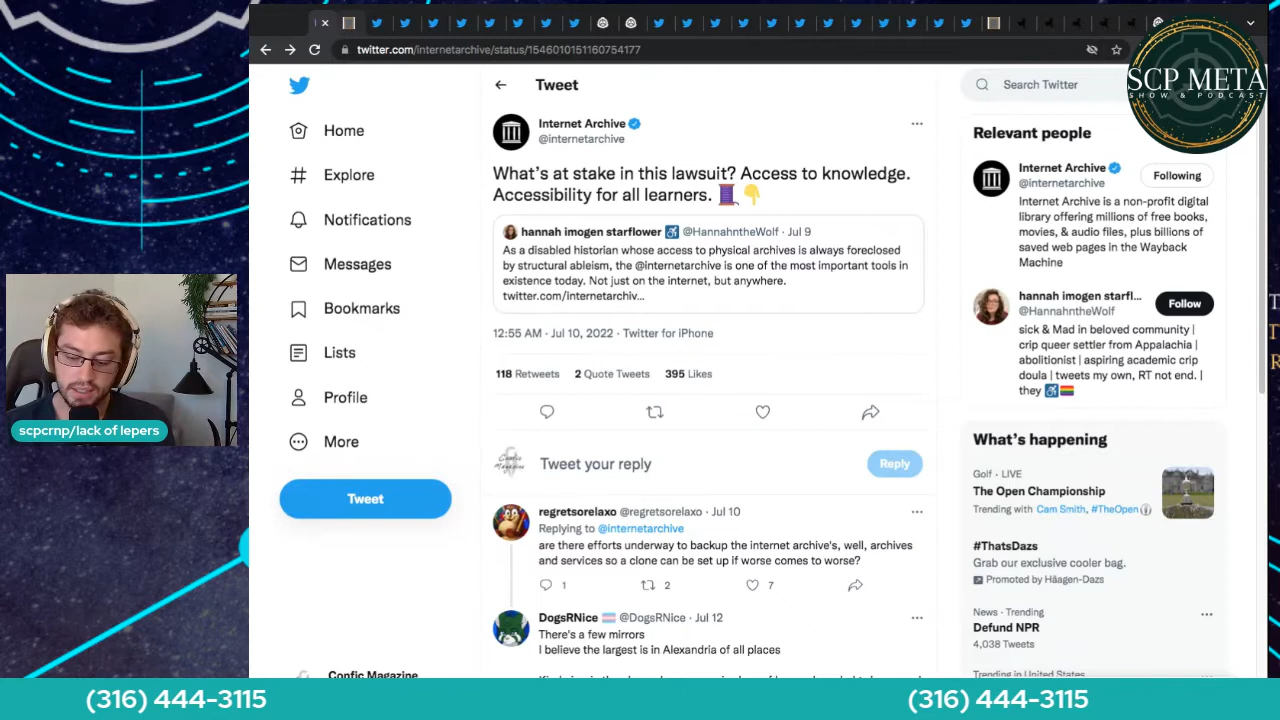 twitter.com/internetarchive/status/1546010151160754177
SCP META
SHOW & PODCAST
Home
Explore
Notifications
Messages
Bookmarks
Lists
Profile
More
Tweet
Confic Magazine
Tweet
Internet Archive
@internetarchive
What's at stake in this lawsuit? Access to knowledge.
Accessibility for all learners. 🧵👇
hannah imogen starflower ♿ @HannahntheWolf · Jul 9
As a disabled historian whose access to physical archives is always foreclosed
by structural ableism, the @internetarchive is one of the most important tools in
existence today. Not just on the internet, but anywhere.
twitter.com/internetarchiv...
12:55 AM · Jul 10, 2022 · Twitter for iPhone
118 Retweets 2 Quote Tweets 395 Likes
Tweet your reply
Reply
regretsorelaxo @regretsorelaxo · Jul 10
Replying to @internetarchive
are there efforts underway to backup the internet archive's, well, archives
and services so a clone can be set up if worse comes to worse?
1 2 7
DogsRNice @DogsRNice · Jul 12
There's a few mirrors
I believe the largest is in Alexandria of all places
Search Twitter
Relevant people
Internet Archive
Following
@internetarchive
Internet Archive is a non-profit digital
library offering millions of free books,
movies, & audio files, plus billions of
saved web pages in the Wayback
Machine
hannah imogen starfl...
Follow
@HannahntheWolf
sick & Mad in beloved community |
crip queer settler from Appalachia |
abolitionist | aspiring academic crip
doula | tweets my own, RT not end. |
they ♿🏳️‍🌈
What's happening
Golf · LIVE
The Open Championship
Trending with Cam Smith, #TheOpen
#ThatsDazs
Grab our exclusive cooler bag.
Promoted by Häagen-Dazs
News · Trending
Defund NPR
4,038 Tweets
Trending in United States
scpcrnp/lack of lepers
(316) 444-3115
(316) 444-3115